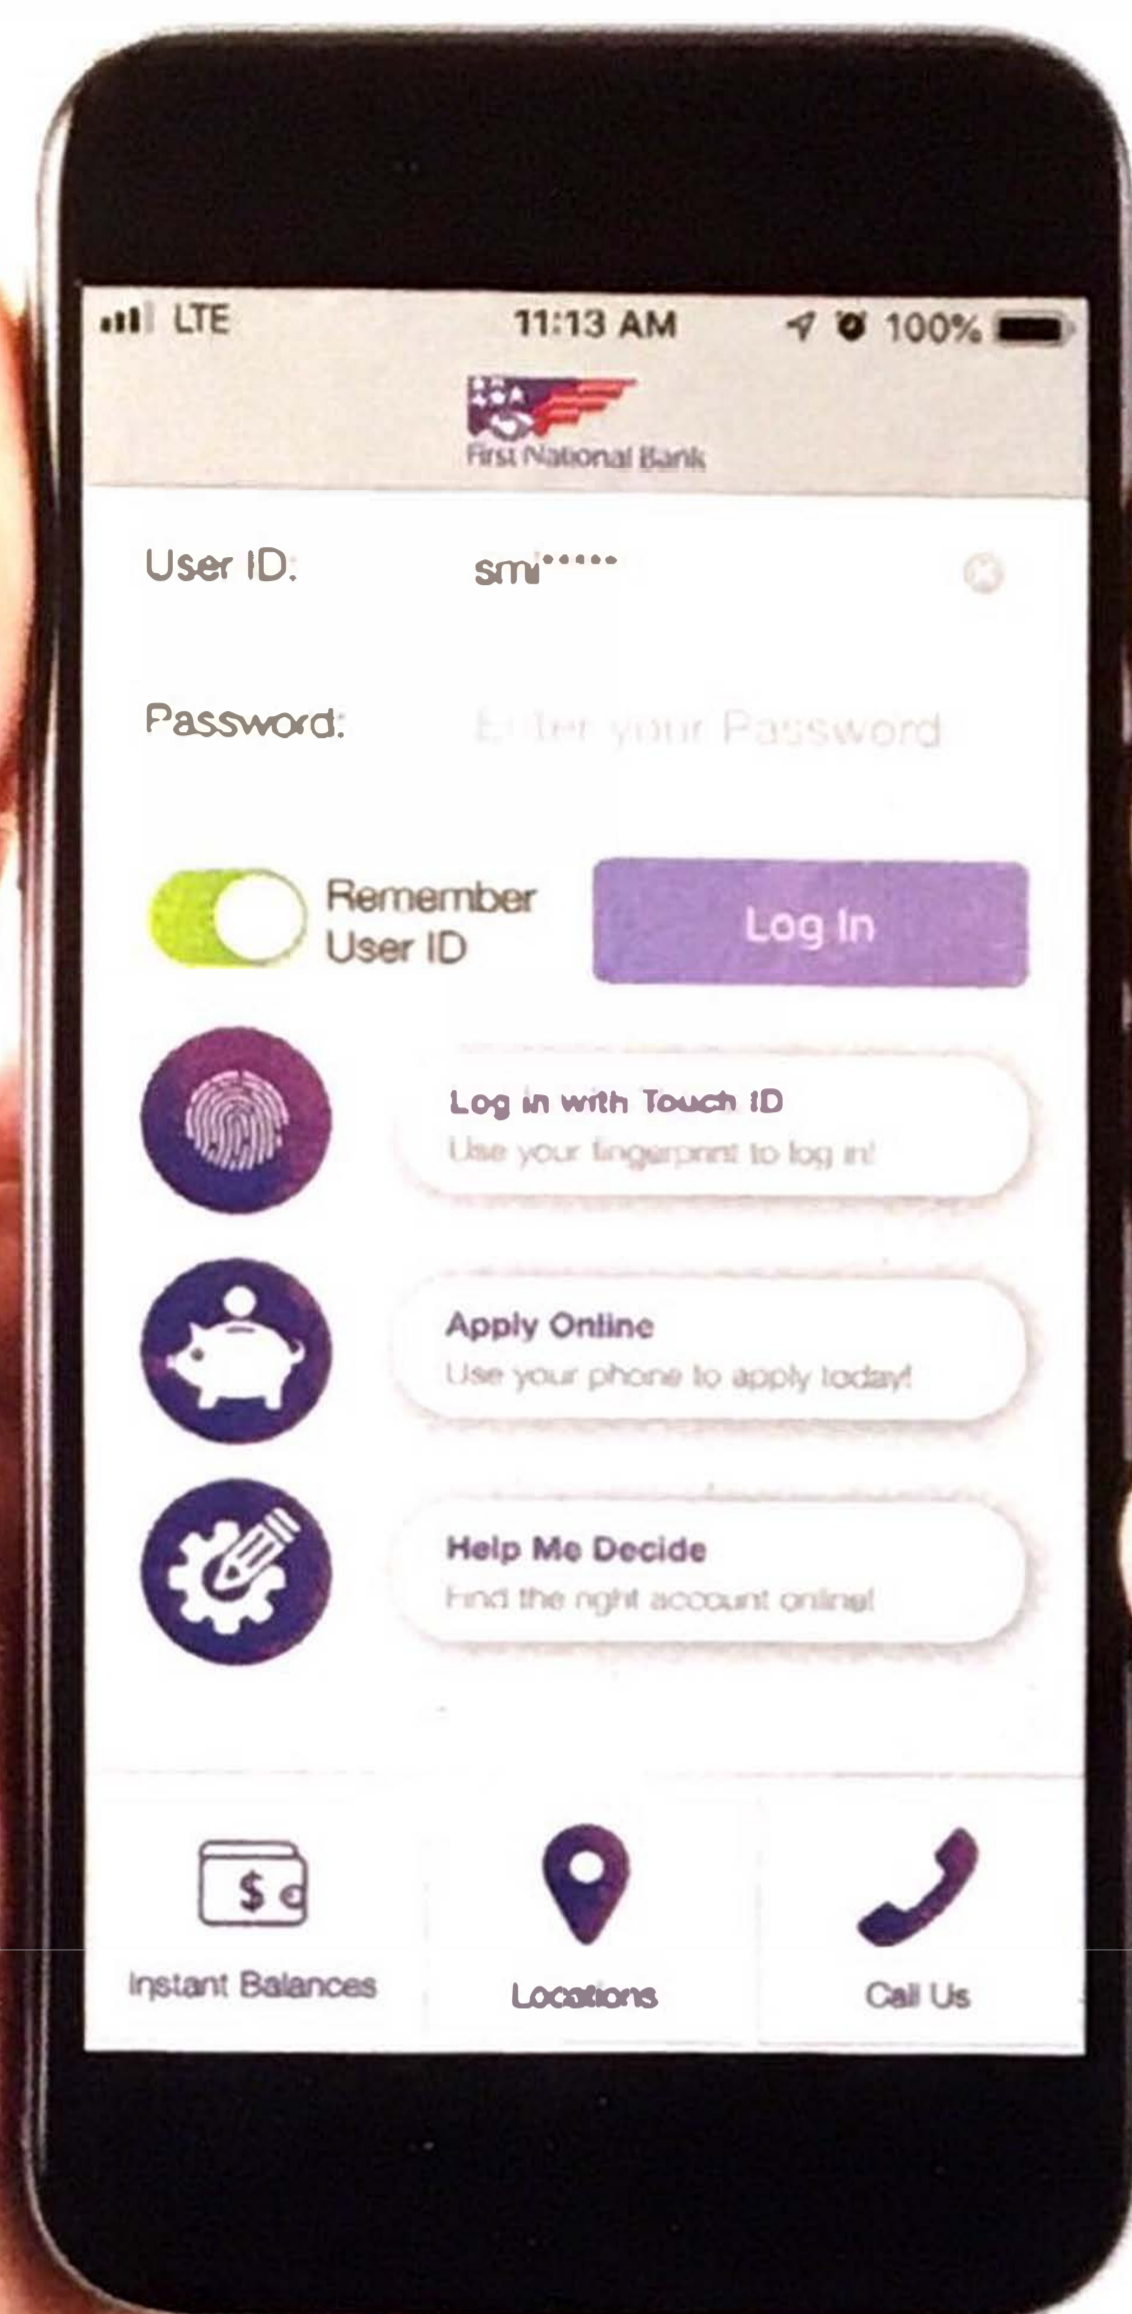 LTE 11:13 AM 100%
First National Bank
User ID: smi*****
Password: Enter your Password
Remember
User ID
Log In
Log in with Touch ID
Use your fingerprint to log in!
Apply Online
Use your phone to apply today!
Help Me Decide
Find the right account online!
$
Instant Balances Locations Call Us